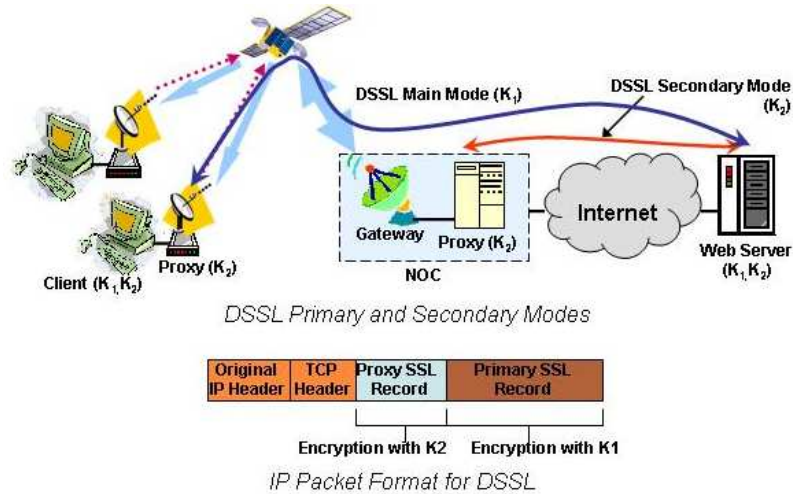 DSSL Main Mode (K₁)
DSSL Secondary Mode
(K₂)
Internet
Gateway
Proxy (K₂)
NOC
Web Server
(K₁,K₂)
Proxy (K₂)
Client (K₁,K₂)
DSSL Primary and Secondary Modes
Original
IP Header
TCP
Header
Proxy SSL
Record
Primary SSL
Record
Encryption with K2
Encryption with K1
IP Packet Format for DSSL